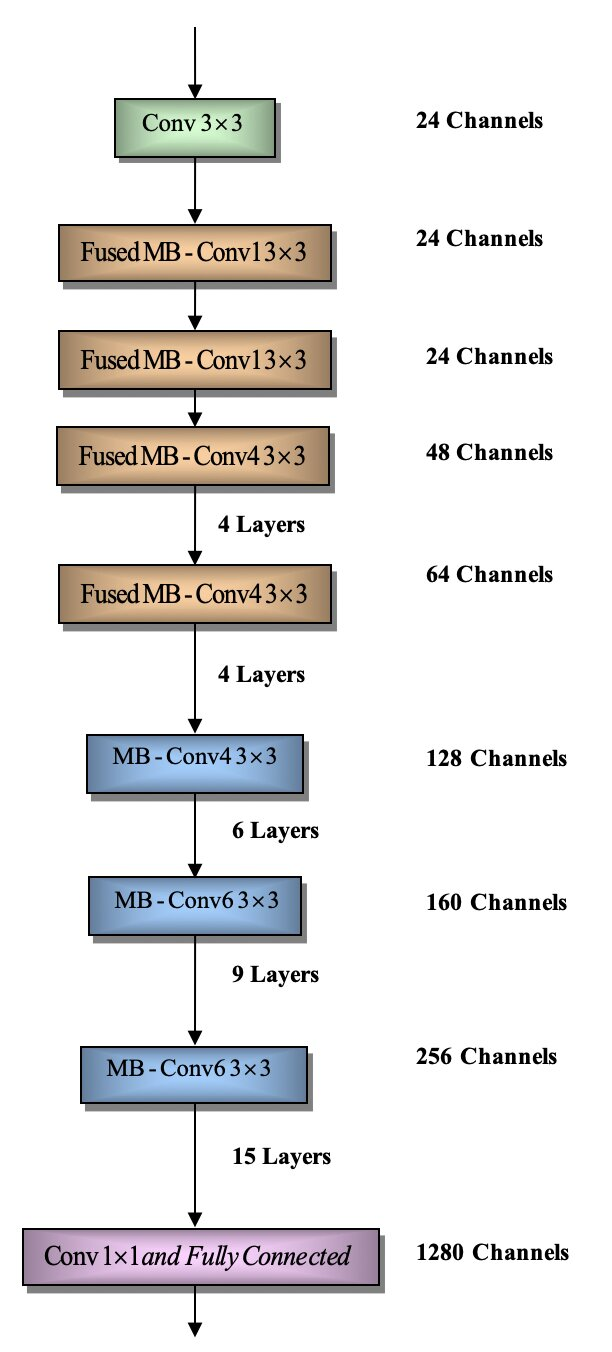 Conv 3×3 24 Channels
Fused MB - Conv1 3×3 24 Channels
Fused MB - Conv1 3×3 24 Channels
Fused MB - Conv4 3×3 48 Channels
4 Layers
Fused MB - Conv4 3×3 64 Channels
4 Layers
MB - Conv4 3×3 128 Channels
6 Layers
MB - Conv6 3×3 160 Channels
9 Layers
MB - Conv6 3×3 256 Channels
15 Layers
Conv 1×1 and Fully Connected 1280 Channels